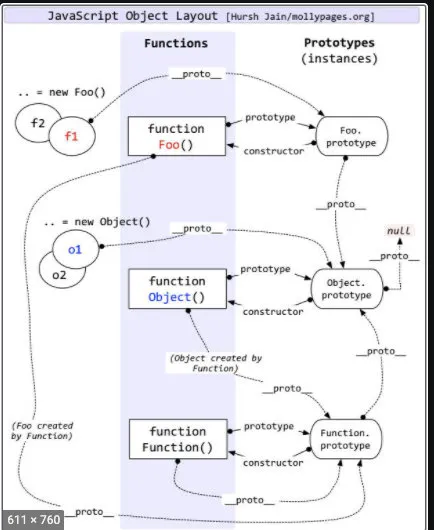 JavaScript Object Layout [Hursh Jain/mollypages.org]
Functions
Prototypes
(instances)
__proto__
.. = new Foo()
f2
f1
function
Foo()
prototype
constructor
Foo.
prototype
__proto__
null
.. = new Object()
__proto__
__proto__
o1
o2
function
Object()
prototype
constructor
Object.
prototype
(Object created by
Function)
__proto__
__proto__
(Foo created
by Function)
function
Function()
prototype
constructor
Function.
prototype
__proto__
__proto__
611 × 760